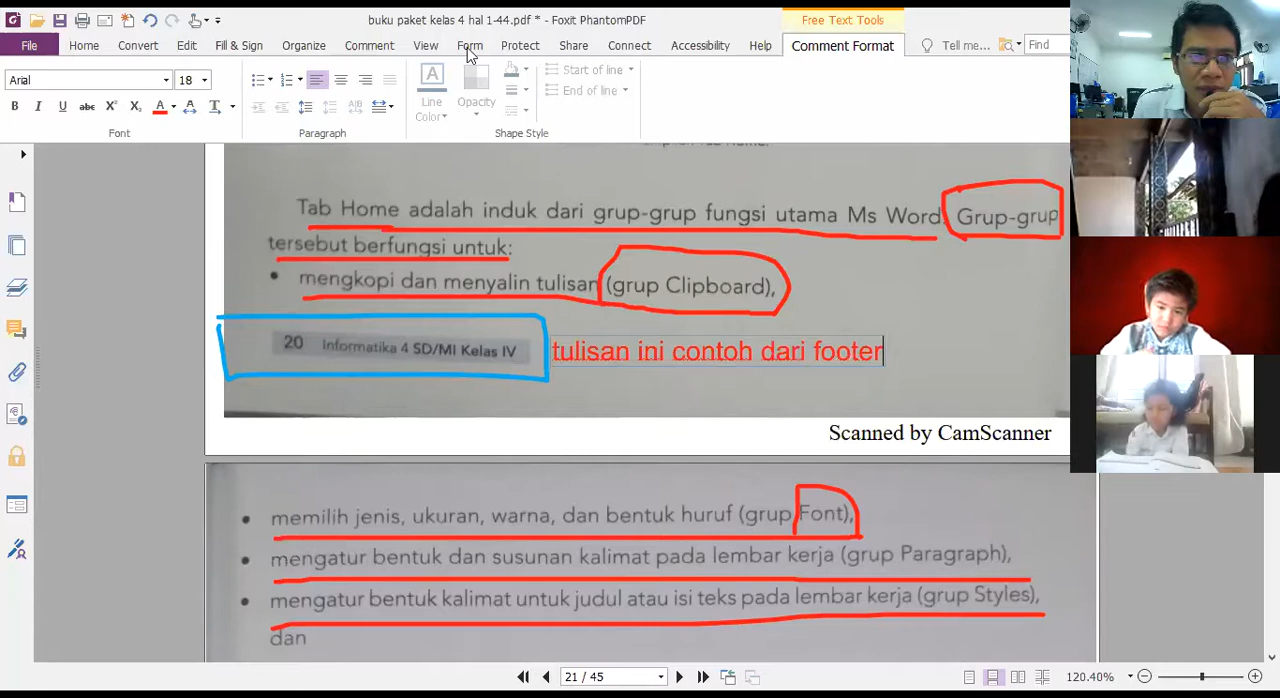 buku paket kelas 4 hal 1-44.pdf * - Foxit PhantomPDF
Free Text Tools
File Home Convert Edit Fill & Sign Organize Comment View Form Protect Share Connect Accessibility Help Comment Format Tell me... Find
Arial 18
Start of line
End of line
Line Color
Opacity
Font Paragraph Shape Style
Tab Home adalah induk dari grup-grup fungsi utama Ms Word. Grup-grup
tersebut berfungsi untuk:
• mengkopi dan menyalin tulisan (grup Clipboard),
20 Informatika 4 SD/MI Kelas IV
tulisan ini contoh dari footer
Scanned by CamScanner
• memilih jenis, ukuran, warna, dan bentuk huruf (grup Font),
• mengatur bentuk dan susunan kalimat pada lembar kerja (grup Paragraph),
• mengatur bentuk kalimat untuk judul atau isi teks pada lembar kerja (grup Styles),
dan
21 / 45
120.40%